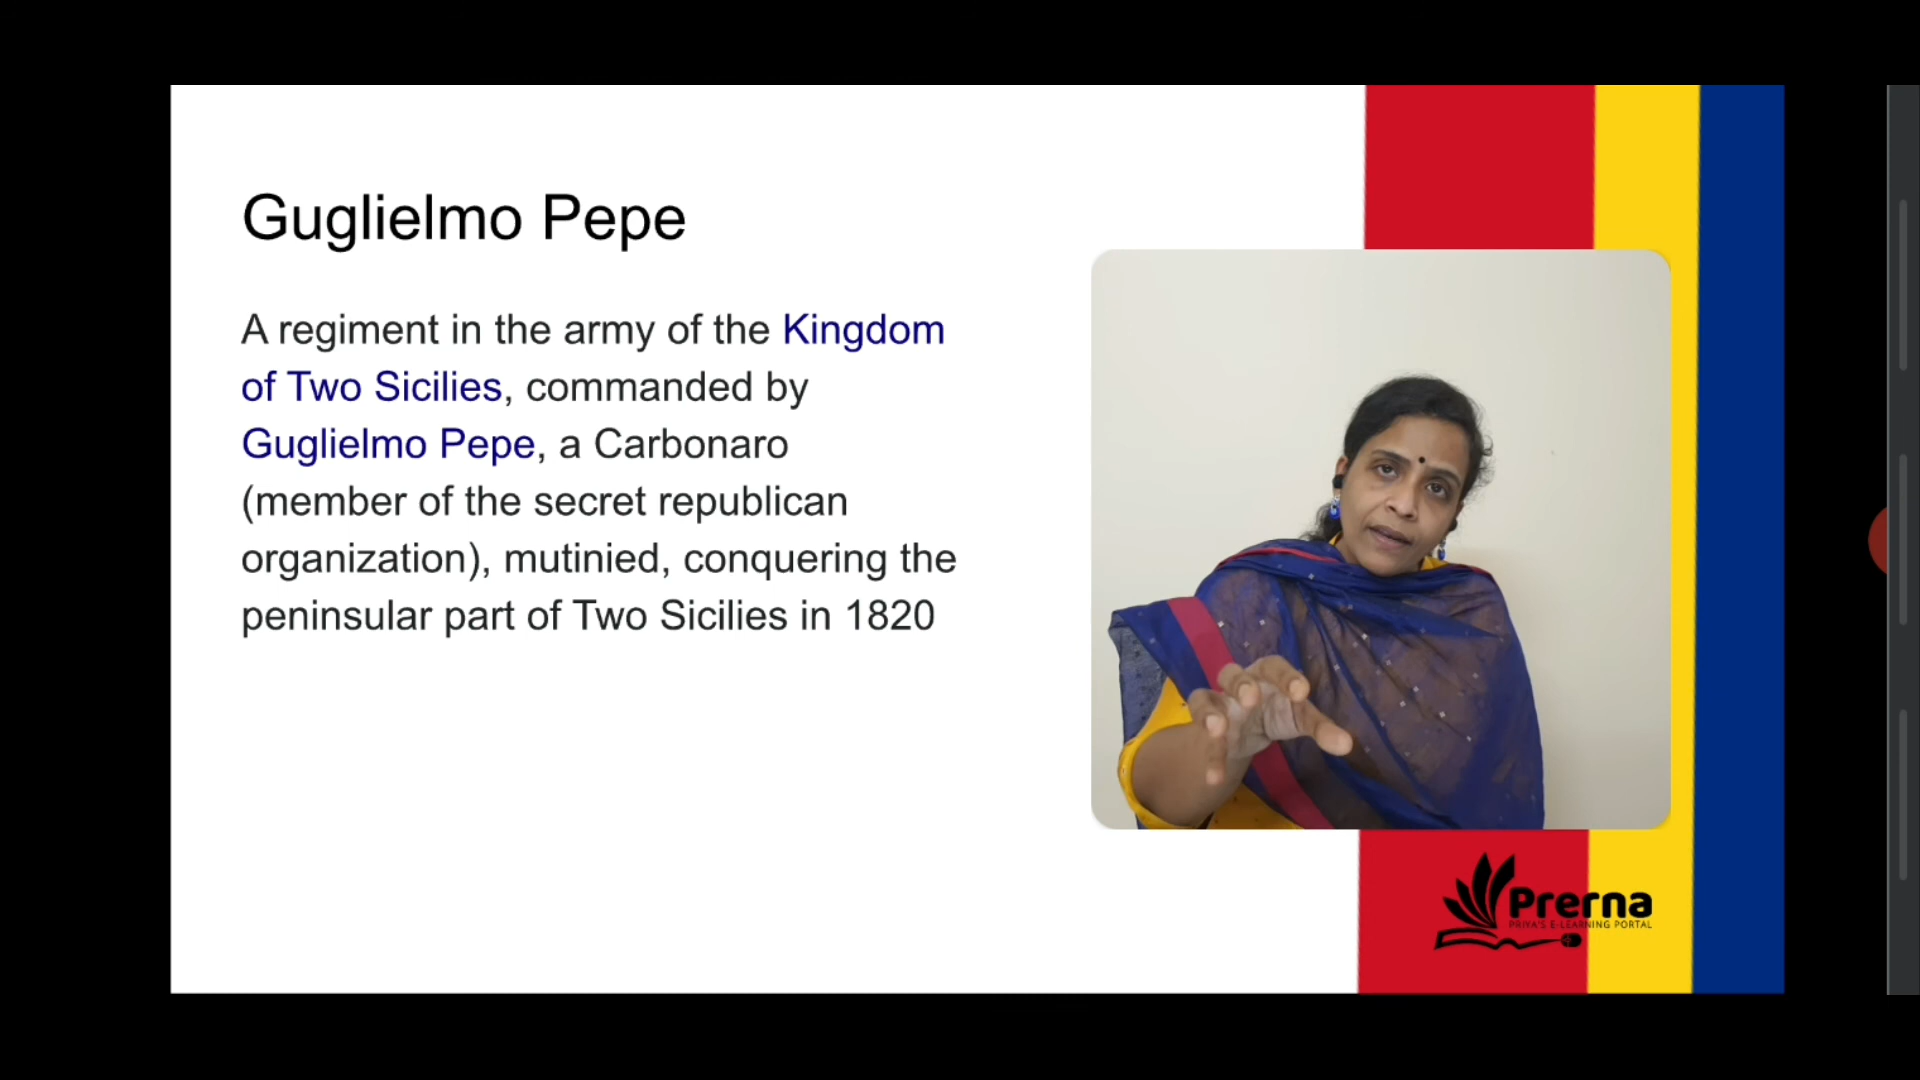 Guglielmo Pepe
A regiment in the army of the Kingdom
of Two Sicilies, commanded by
Guglielmo Pepe, a Carbonaro
(member of the secret republican
organization), mutinied, conquering the
peninsular part of Two Sicilies in 1820
Prerna
PRIYA'S E-LEARNING PORTAL